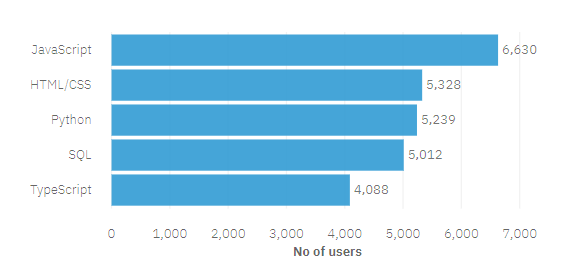 JavaScript 6,630
HTML/CSS 5,328
Python 5,239
SQL 5,012
TypeScript 4,088
0 1,000 2,000 3,000 4,000 5,000 6,000 7,000
No of users